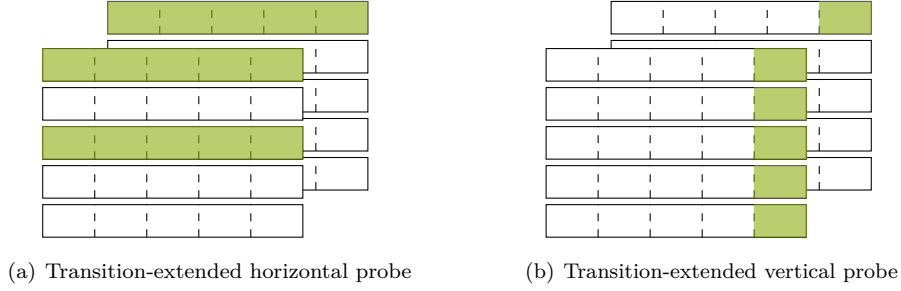 (a) Transition-extended horizontal probe
(b) Transition-extended vertical probe